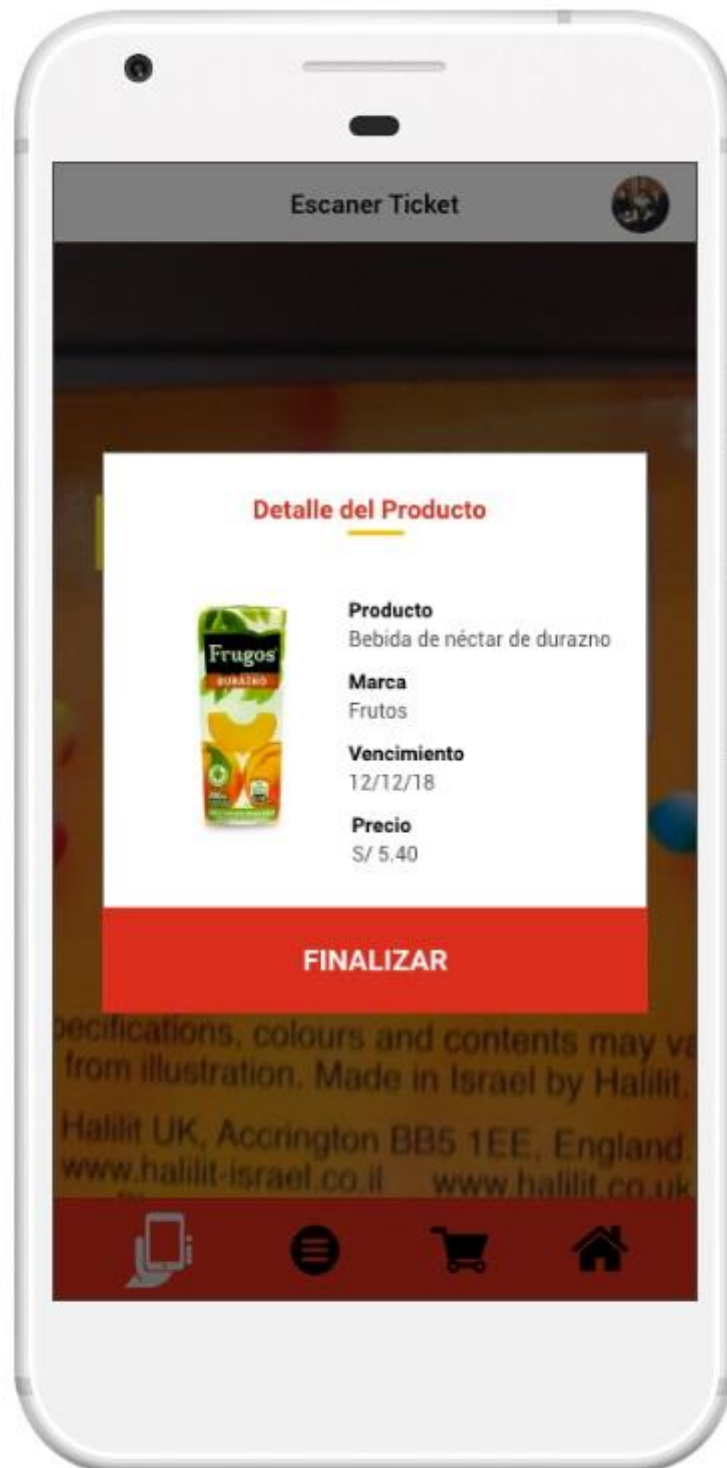 Escaner Ticket
Detalle del Producto
Frugos
DURAZNO
Producto
Bebida de néctar de durazno
Marca
Frutos
Vencimiento
12/12/18
Precio
S/ 5.40
FINALIZAR
pecifications, colours and contents may va
from illustration. Made in Israel by Halilit.
Halilit UK, Accrington BB5 1EE, England.
www.halilit-israel.co.il www.halilit.co.uk